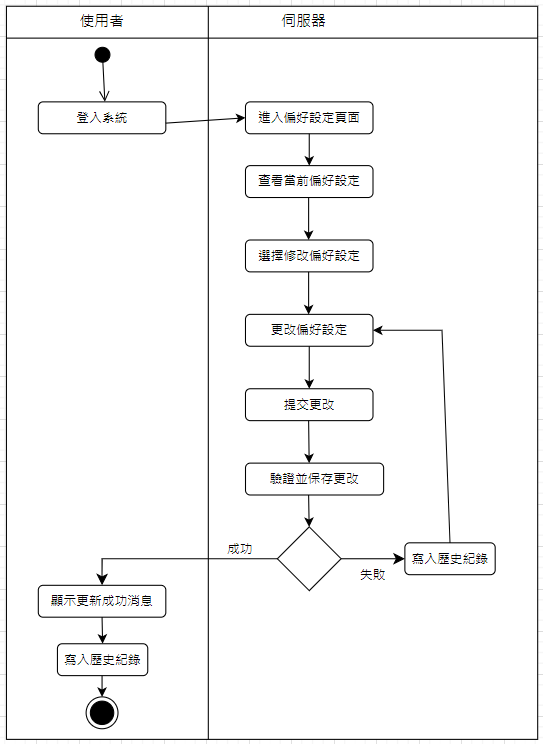 使用者
伺服器
登入系統
進入偏好設定頁面
查看當前偏好設定
選擇修改偏好設定
更改偏好設定
提交更改
驗證並保存更改
成功
失敗
寫入歷史紀錄
顯示更新成功消息
寫入歷史紀錄